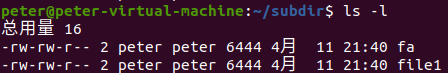 peter@peter-virtual-machine:~/subdir$ ls -l
总用量 16
-rw-rw-r-- 2 peter peter 6444 4月  11 21:40 fa
-rw-rw-r-- 2 peter peter 6444 4月  11 21:40 file1